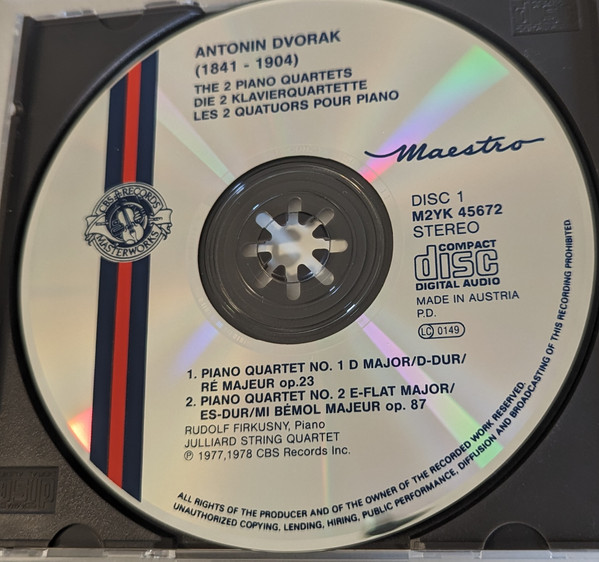 ANTONIN DVORAK
(1841 - 1904)
THE 2 PIANO QUARTETS
DIE 2 KLAVIERQUARTETTE
LES 2 QUATUORS POUR PIANO
Maestro
CBS RECORDS
MASTERWORKS
DISC 1
M2YK 45672
STEREO
COMPACT
disc
DIGITAL AUDIO
MADE IN AUSTRIA
P.D.
LC 0149
1. PIANO QUARTET NO. 1 D MAJOR/D-DUR/
RÉ MAJEUR op.23
2. PIANO QUARTET NO. 2 E-FLAT MAJOR/
ES-DUR/MI BÉMOL MAJEUR op. 87
RUDOLF FIRKUSNY, Piano
JULLIARD STRING QUARTET
℗ 1977,1978 CBS Records Inc.
ALL RIGHTS OF THE PRODUCER AND OF THE OWNER OF THE RECORDED WORK RESERVED.
UNAUTHORIZED COPYING, LENDING, HIRING, PUBLIC PERFORMANCE, DIFFUSION AND BROADCASTING OF THIS RECORDING PROHIBITED